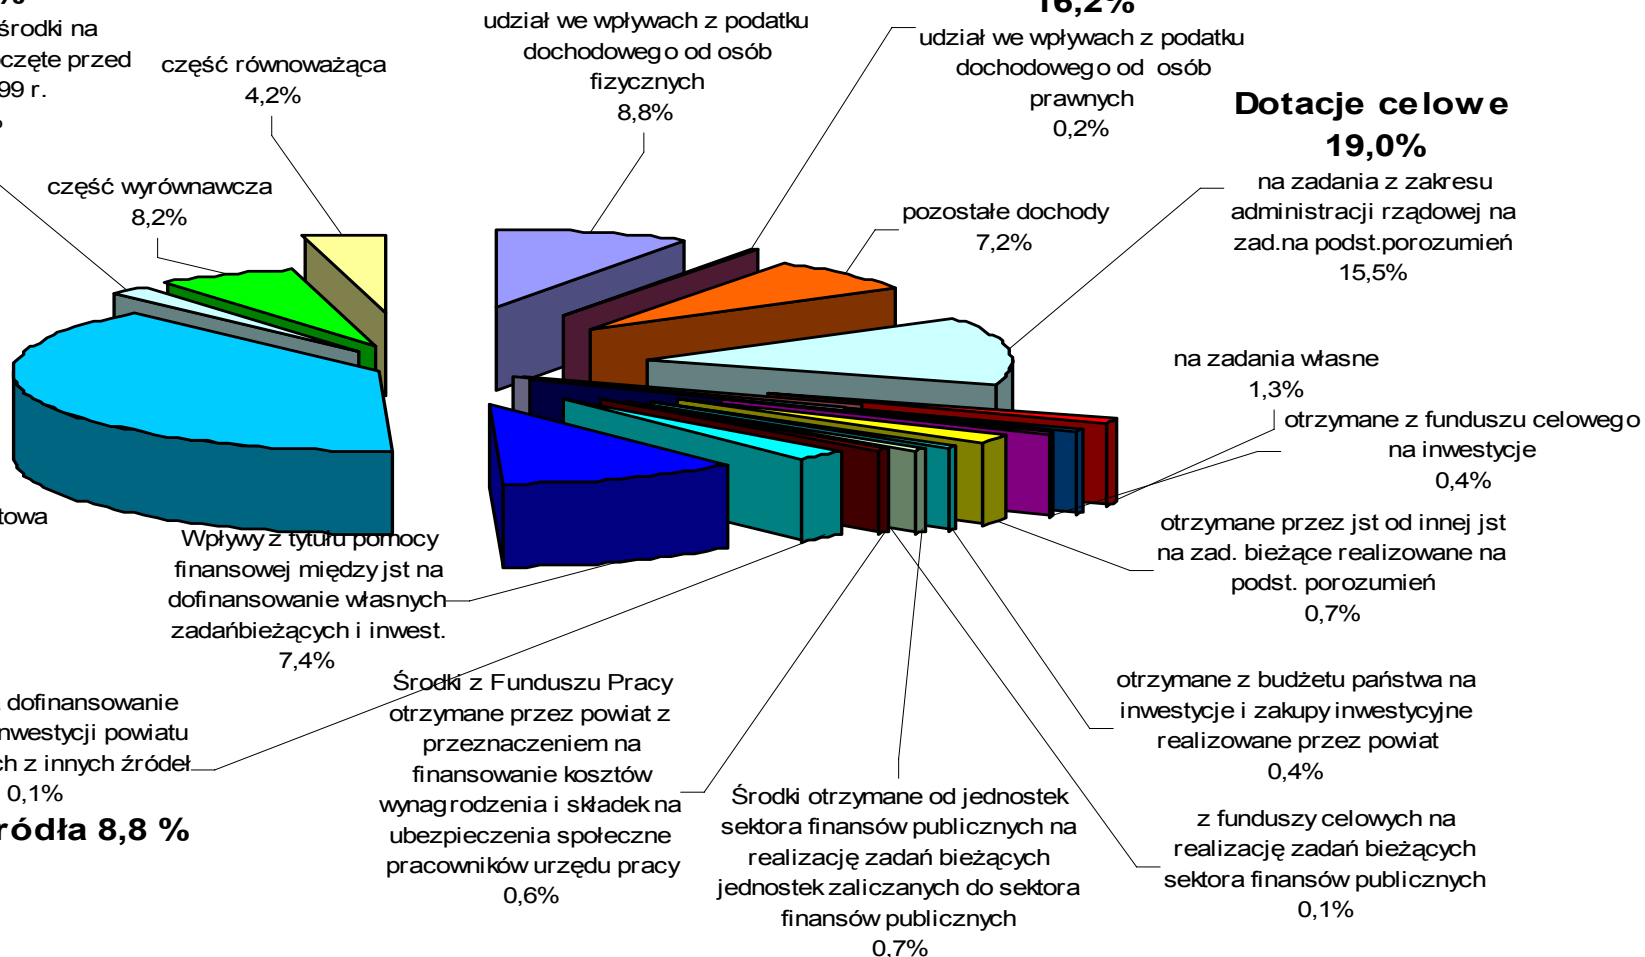 %
środki na
częte przed
99 r.
część równoważąca
4,2%
część wyrównawcza
8,2%
udział we wpływach z podatku
dochodowego od osób
fizycznych
8,8%
16,2%
udział we wpływach z podatku
dochodowego od osób
prawnych
0,2%
pozostałe dochody
7,2%
Dotacje celowe
19,0%
na zadania z zakresu
administracji rządowej na
zad.na podst.porozumień
15,5%
na zadania własne
1,3%
otrzymane z funduszu celowego
na inwestycje
0,4%
otrzymane przez jst od innej jst
na zad. bieżące realizowane na
podst. porozumień
0,7%
otrzymane z budżetu państwa na
inwestycje i zakupy inwestycyjne
realizowane przez powiat
0,4%
z funduszy celowych na
realizację zadań bieżących
sektora finansów publicznych
0,1%
Środki otrzymane od jednostek
sektora finansów publicznych na
realizację zadań bieżących
jednostek zaliczanych do sektora
finansów publicznych
0,7%
Środki z Funduszu Pracy
otrzymane przez powiat z
przeznaczeniem na
finansowanie kosztów
wynagrodzenia i składek na
ubezpieczenia społeczne
pracowników urzędu pracy
0,6%
towa
Wpływy z tytułu pomocy
finansowej między jst na
dofinansowanie własnych
zadańbieżących i inwest.
7,4%
dofinansowanie
nwestycji powiatu
ch z innych źródeł
0,1%
ródła 8,8 %